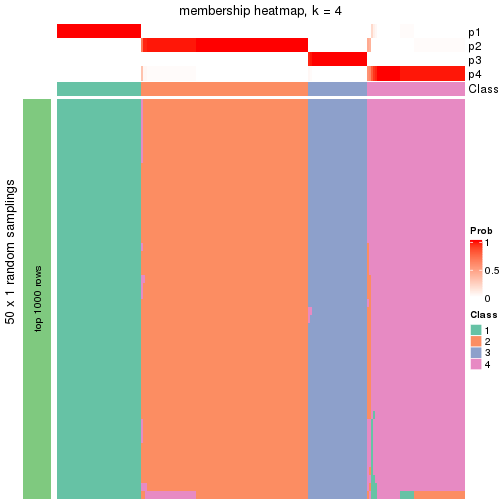 membership heatmap, k = 4
p1
p2
p3
p4
Class
50 x 1 random samplings
top 1000 rows
Prob
1
0.5
0
Class
1
2
3
4